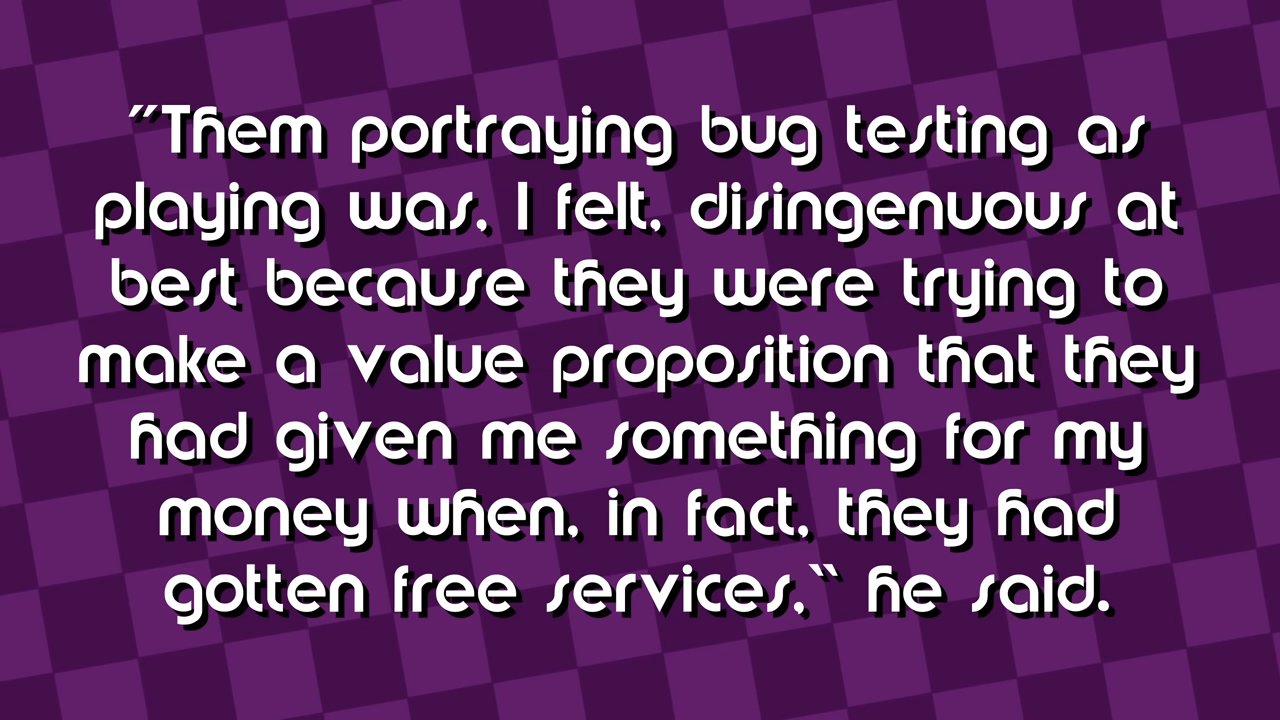 "Them portraying bug testing as
playing was, I felt, disingenuous at
best because they were trying to
make a value proposition that they
had given me something for my
money when, in fact, they had
gotten free services," he said.